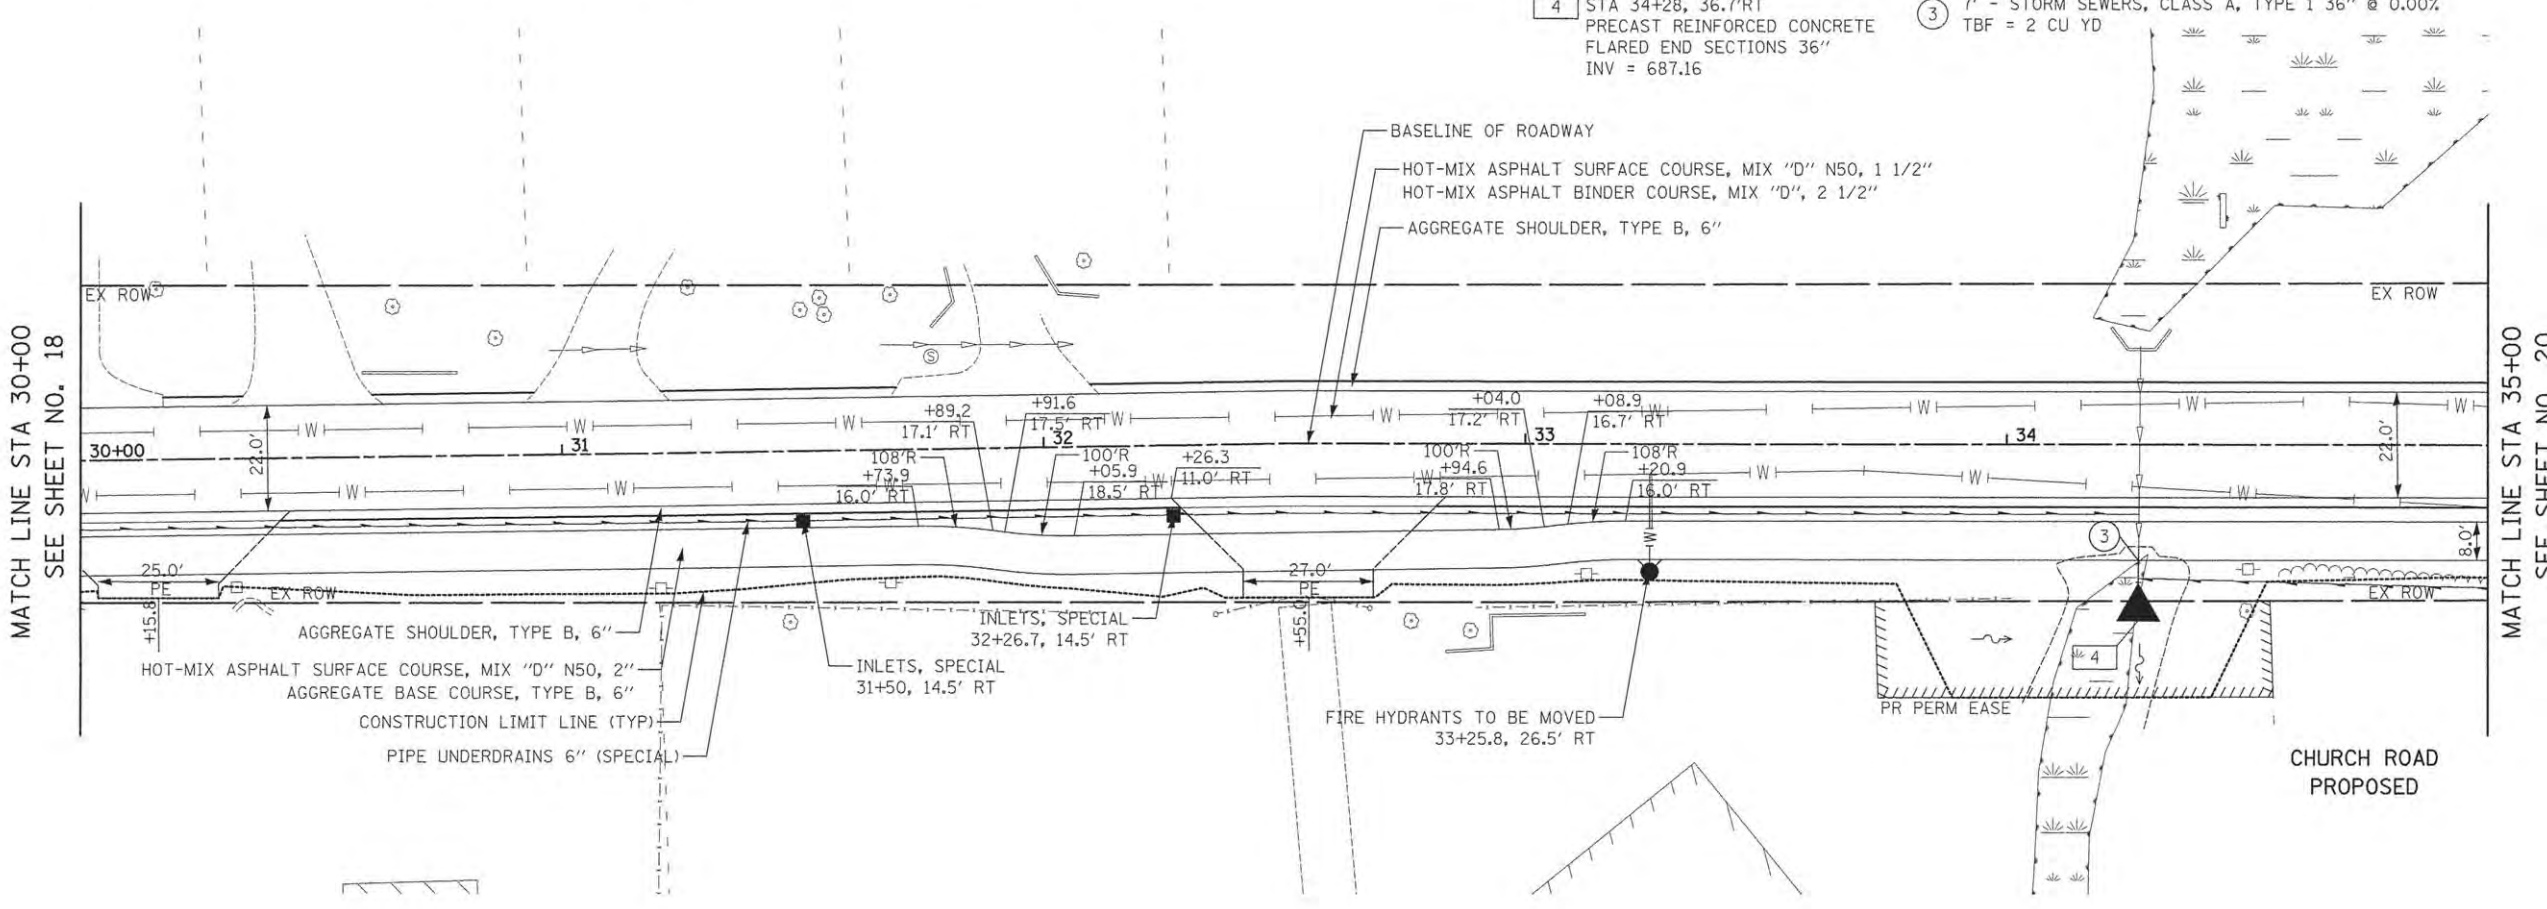 4 STA 34+28, 36.7'RT
PRECAST REINFORCED CONCRETE
FLARED END SECTIONS 36"
INV = 687.16
3 7' - STORM SEWERS, CLASS A, TYPE 1 36" @ 0.00%
TBF = 2 CU YD
BASELINE OF ROADWAY
HOT-MIX ASPHALT SURFACE COURSE, MIX "D" N50, 1 1/2"
HOT-MIX ASPHALT BINDER COURSE, MIX "D", 2 1/2"
AGGREGATE SHOULDER, TYPE B, 6"
MATCH LINE STA 30+00
SEE SHEET NO. 18
EX ROW
EX ROW
S
W W W W W W W W W
+89.2
17.1' RT
+91.6
17.5' RT
+04.0
17.2' RT
+08.9
16.7' RT
22.0'
22.0'
30+00 31 32 33 34
108'R
+73.9
16.0' RT
100'R
+05.9
18.5' RT
+26.3
11.0' RT
100'R
+94.6
17.8' RT
108'R
+20.9
16.0' RT
W W W W W W W W W
W
3
8.0'
25.0'
PE
+15.8
EX ROW
27.0'
PE
+55.0
EX ROW
AGGREGATE SHOULDER, TYPE B, 6"
HOT-MIX ASPHALT SURFACE COURSE, MIX "D" N50, 2"
AGGREGATE BASE COURSE, TYPE B, 6"
CONSTRUCTION LIMIT LINE (TYP)
PIPE UNDERDRAINS 6" (SPECIAL)
INLETS, SPECIAL
32+26.7, 14.5' RT
INLETS, SPECIAL
31+50, 14.5' RT
FIRE HYDRANTS TO BE MOVED
33+25.8, 26.5' RT
4
PR PERM EASE
CHURCH ROAD
PROPOSED
MATCH LINE STA 35+00
SEE SHEET NO. 20